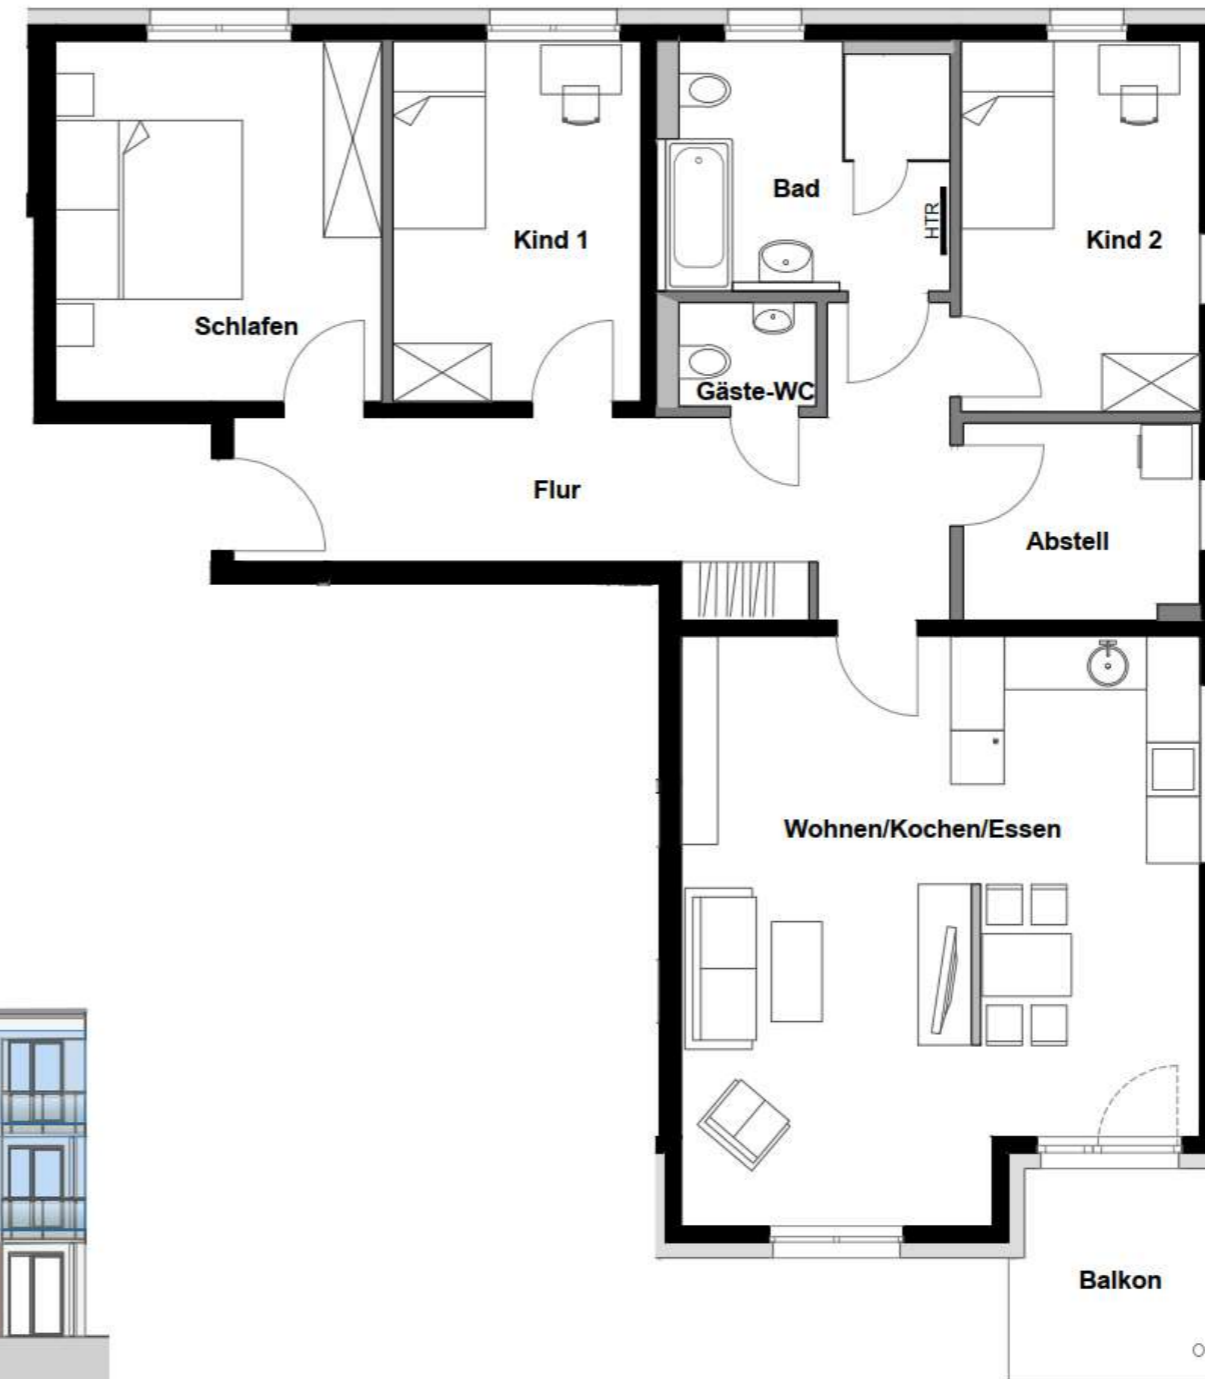 Bad
HTR
Kind 1
Kind 2
Schlafen
Gäste-WC
Flur
Abstell
Wohnen/Kochen/Essen
Balkon